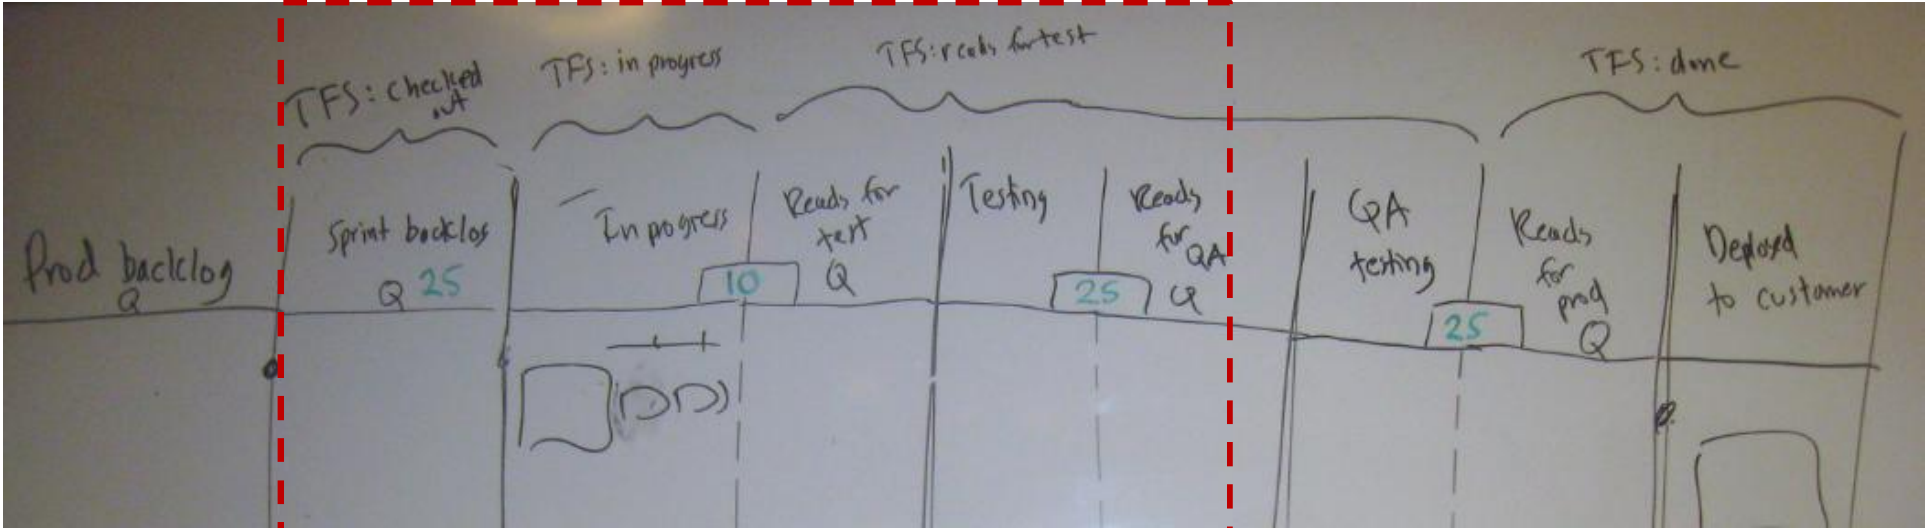 TFS: checked
out
TFS: in progress
TFS: ready for test
TFS: done
Prod backlog
Q
Sprint backlog
Q 25
In progress
10
Ready for
test
Q
Testing
25
Ready
for
QA
Q
QA
testing
25
Ready
for
prod
Q
Deployed
to customer